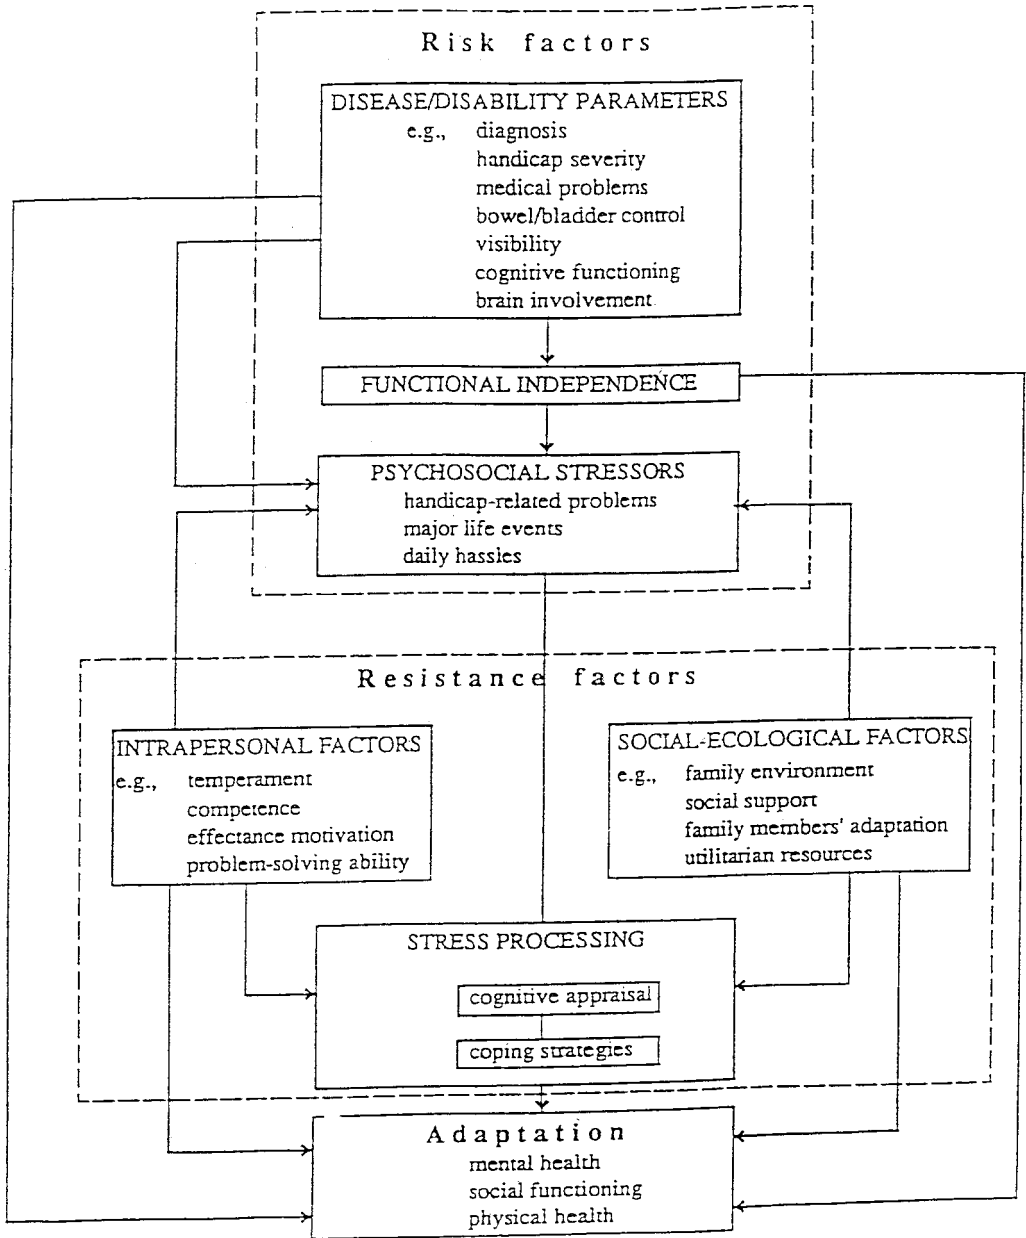 Risk factors
DISEASE/DISABILITY PARAMETERS
e.g., diagnosis
handicap severity
medical problems
bowel/bladder control
visibility
cognitive functioning
brain involvement
FUNCTIONAL INDEPENDENCE
PSYCHOSOCIAL STRESSORS
handicap-related problems
major life events
daily hassles
Resistance factors
INTRAPERSONAL FACTORS
e.g., temperament
competence
effectance motivation
problem-solving ability
SOCIAL-ECOLOGICAL FACTORS
e.g., family environment
social support
family members' adaptation
utilitarian resources
STRESS PROCESSING
cognitive appraisal
coping strategies
Adaptation
mental health
social functioning
physical health